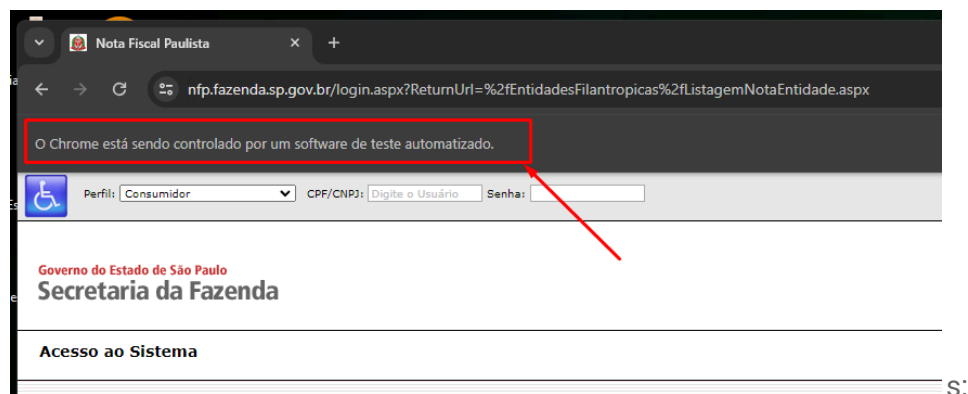 Nota Fiscal Paulista
nfp.fazenda.sp.gov.br/login.aspx?ReturnUrl=%2fEntidadesFilantropicas%2fListagemNotaEntidade.aspx
O Chrome está sendo controlado por um software de teste automatizado.
Perfil: Consumidor CPF/CNPJ: Digite o Usuário Senha:
Governo do Estado de São Paulo
Secretaria da Fazenda
Acesso ao Sistema
s: